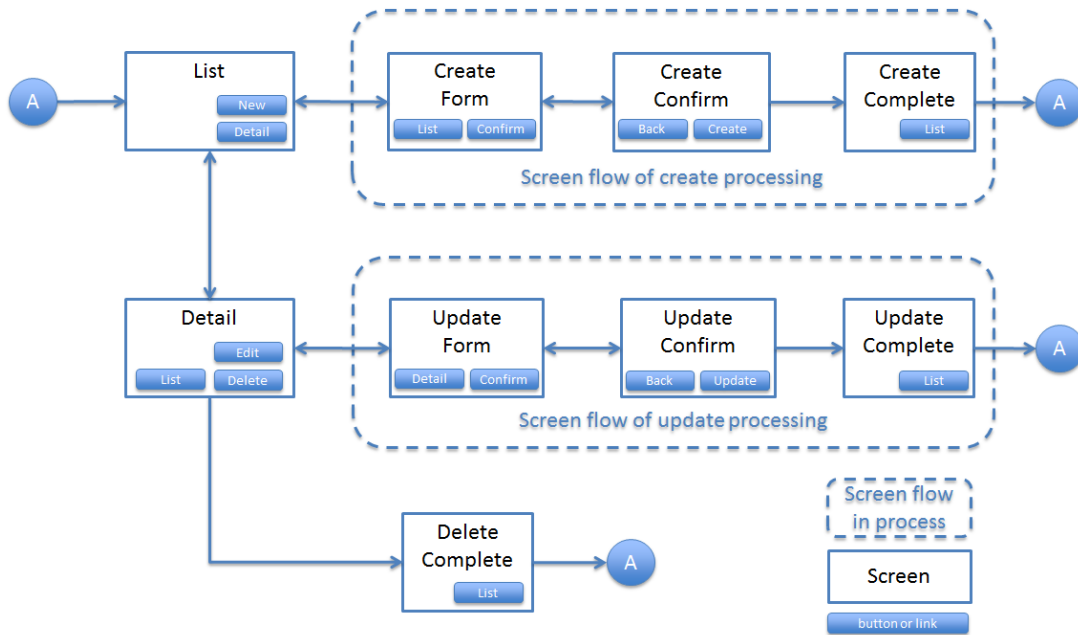 A
List
New
Detail
Create
Form
List
Confirm
Create
Confirm
Back
Create
Create
Complete
List
A
Screen flow of create processing
Detail
Edit
List
Delete
Update
Form
Detail
Confirm
Update
Confirm
Back
Update
Update
Complete
List
A
Screen flow of update processing
Delete
Complete
List
A
Screen flow
in process
Screen
button or link